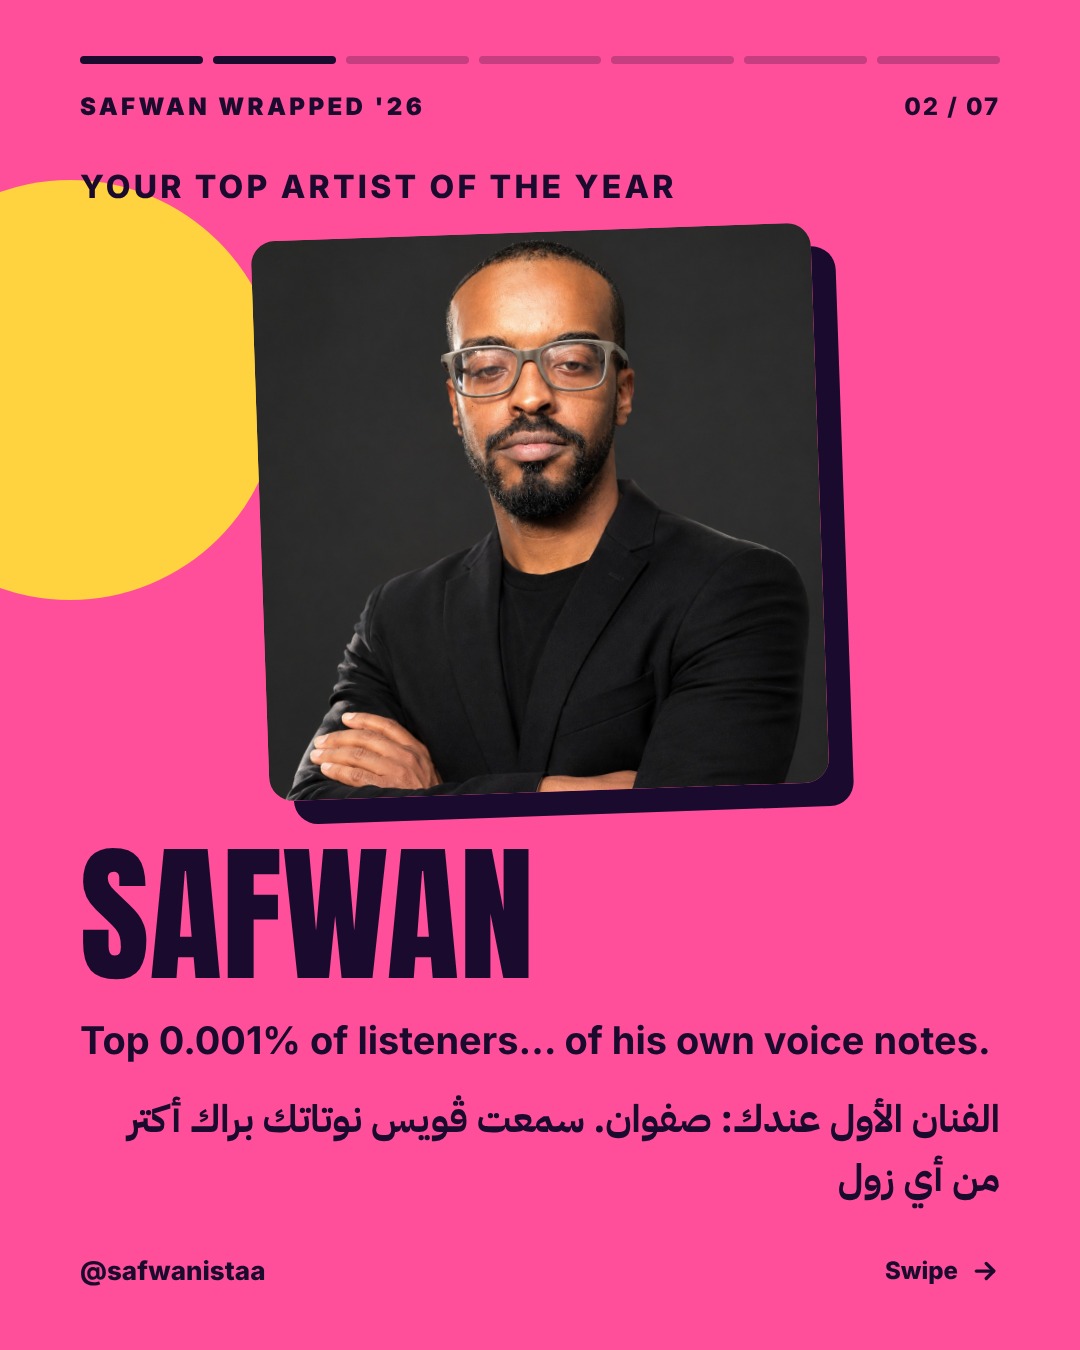 SAFWAN WRAPPED '26
02 / 07
YOUR TOP ARTIST OF THE YEAR
SAFWAN
Top 0.001% of listeners… of his own voice notes.
الفنان الأول عندك: صفوان. سمعت ڤويس نوتاتك براك أكتر
من أي زول
@safwanistaa
Swipe →